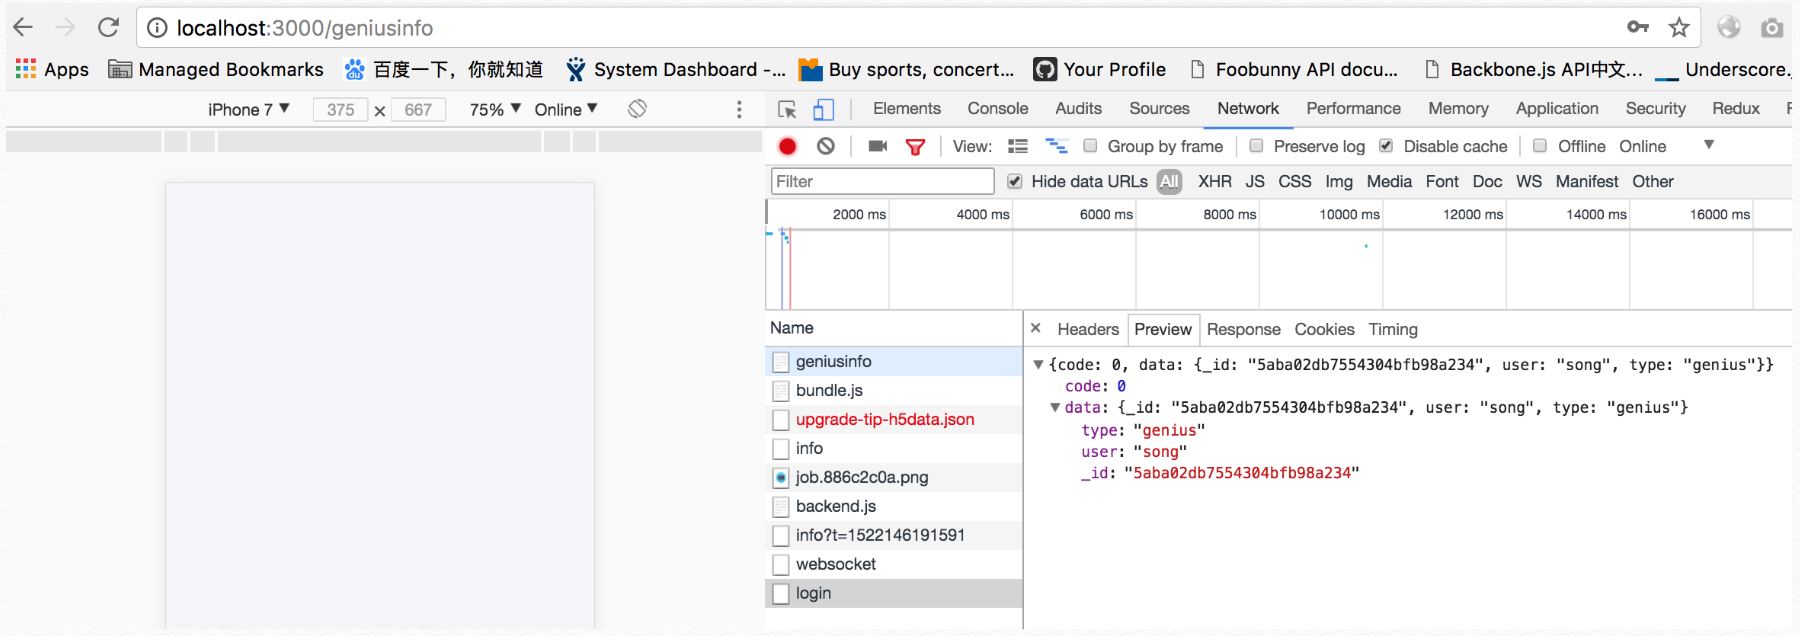 localhost:3000/geniusinfo
Apps Managed Bookmarks 百度一下，你就知道 System Dashboard -... Buy sports, concert... Your Profile Foobunny API docu... Backbone.js API中文... Underscore.
iPhone 7 ▼ 375 x 667 75% ▼ Online ▼
Elements Console Audits Sources Network Performance Memory Application Security Redux
View: Group by frame Preserve log Disable cache Offline Online ▼
Filter Hide data URLs All XHR JS CSS Img Media Font Doc WS Manifest Other
2000 ms 4000 ms 6000 ms 8000 ms 10000 ms 12000 ms 14000 ms 16000 ms
Name
geniusinfo
bundle.js
upgrade-tip-h5data.json
info
job.886c2c0a.png
backend.js
info?t=1522146191591
websocket
login
× Headers Preview Response Cookies Timing
▼ {code: 0, data: {_id: "5aba02db7554304bfb98a234", user: "song", type: "genius"}}
code: 0
▼ data: {_id: "5aba02db7554304bfb98a234", user: "song", type: "genius"}
type: "genius"
user: "song"
_id: "5aba02db7554304bfb98a234"